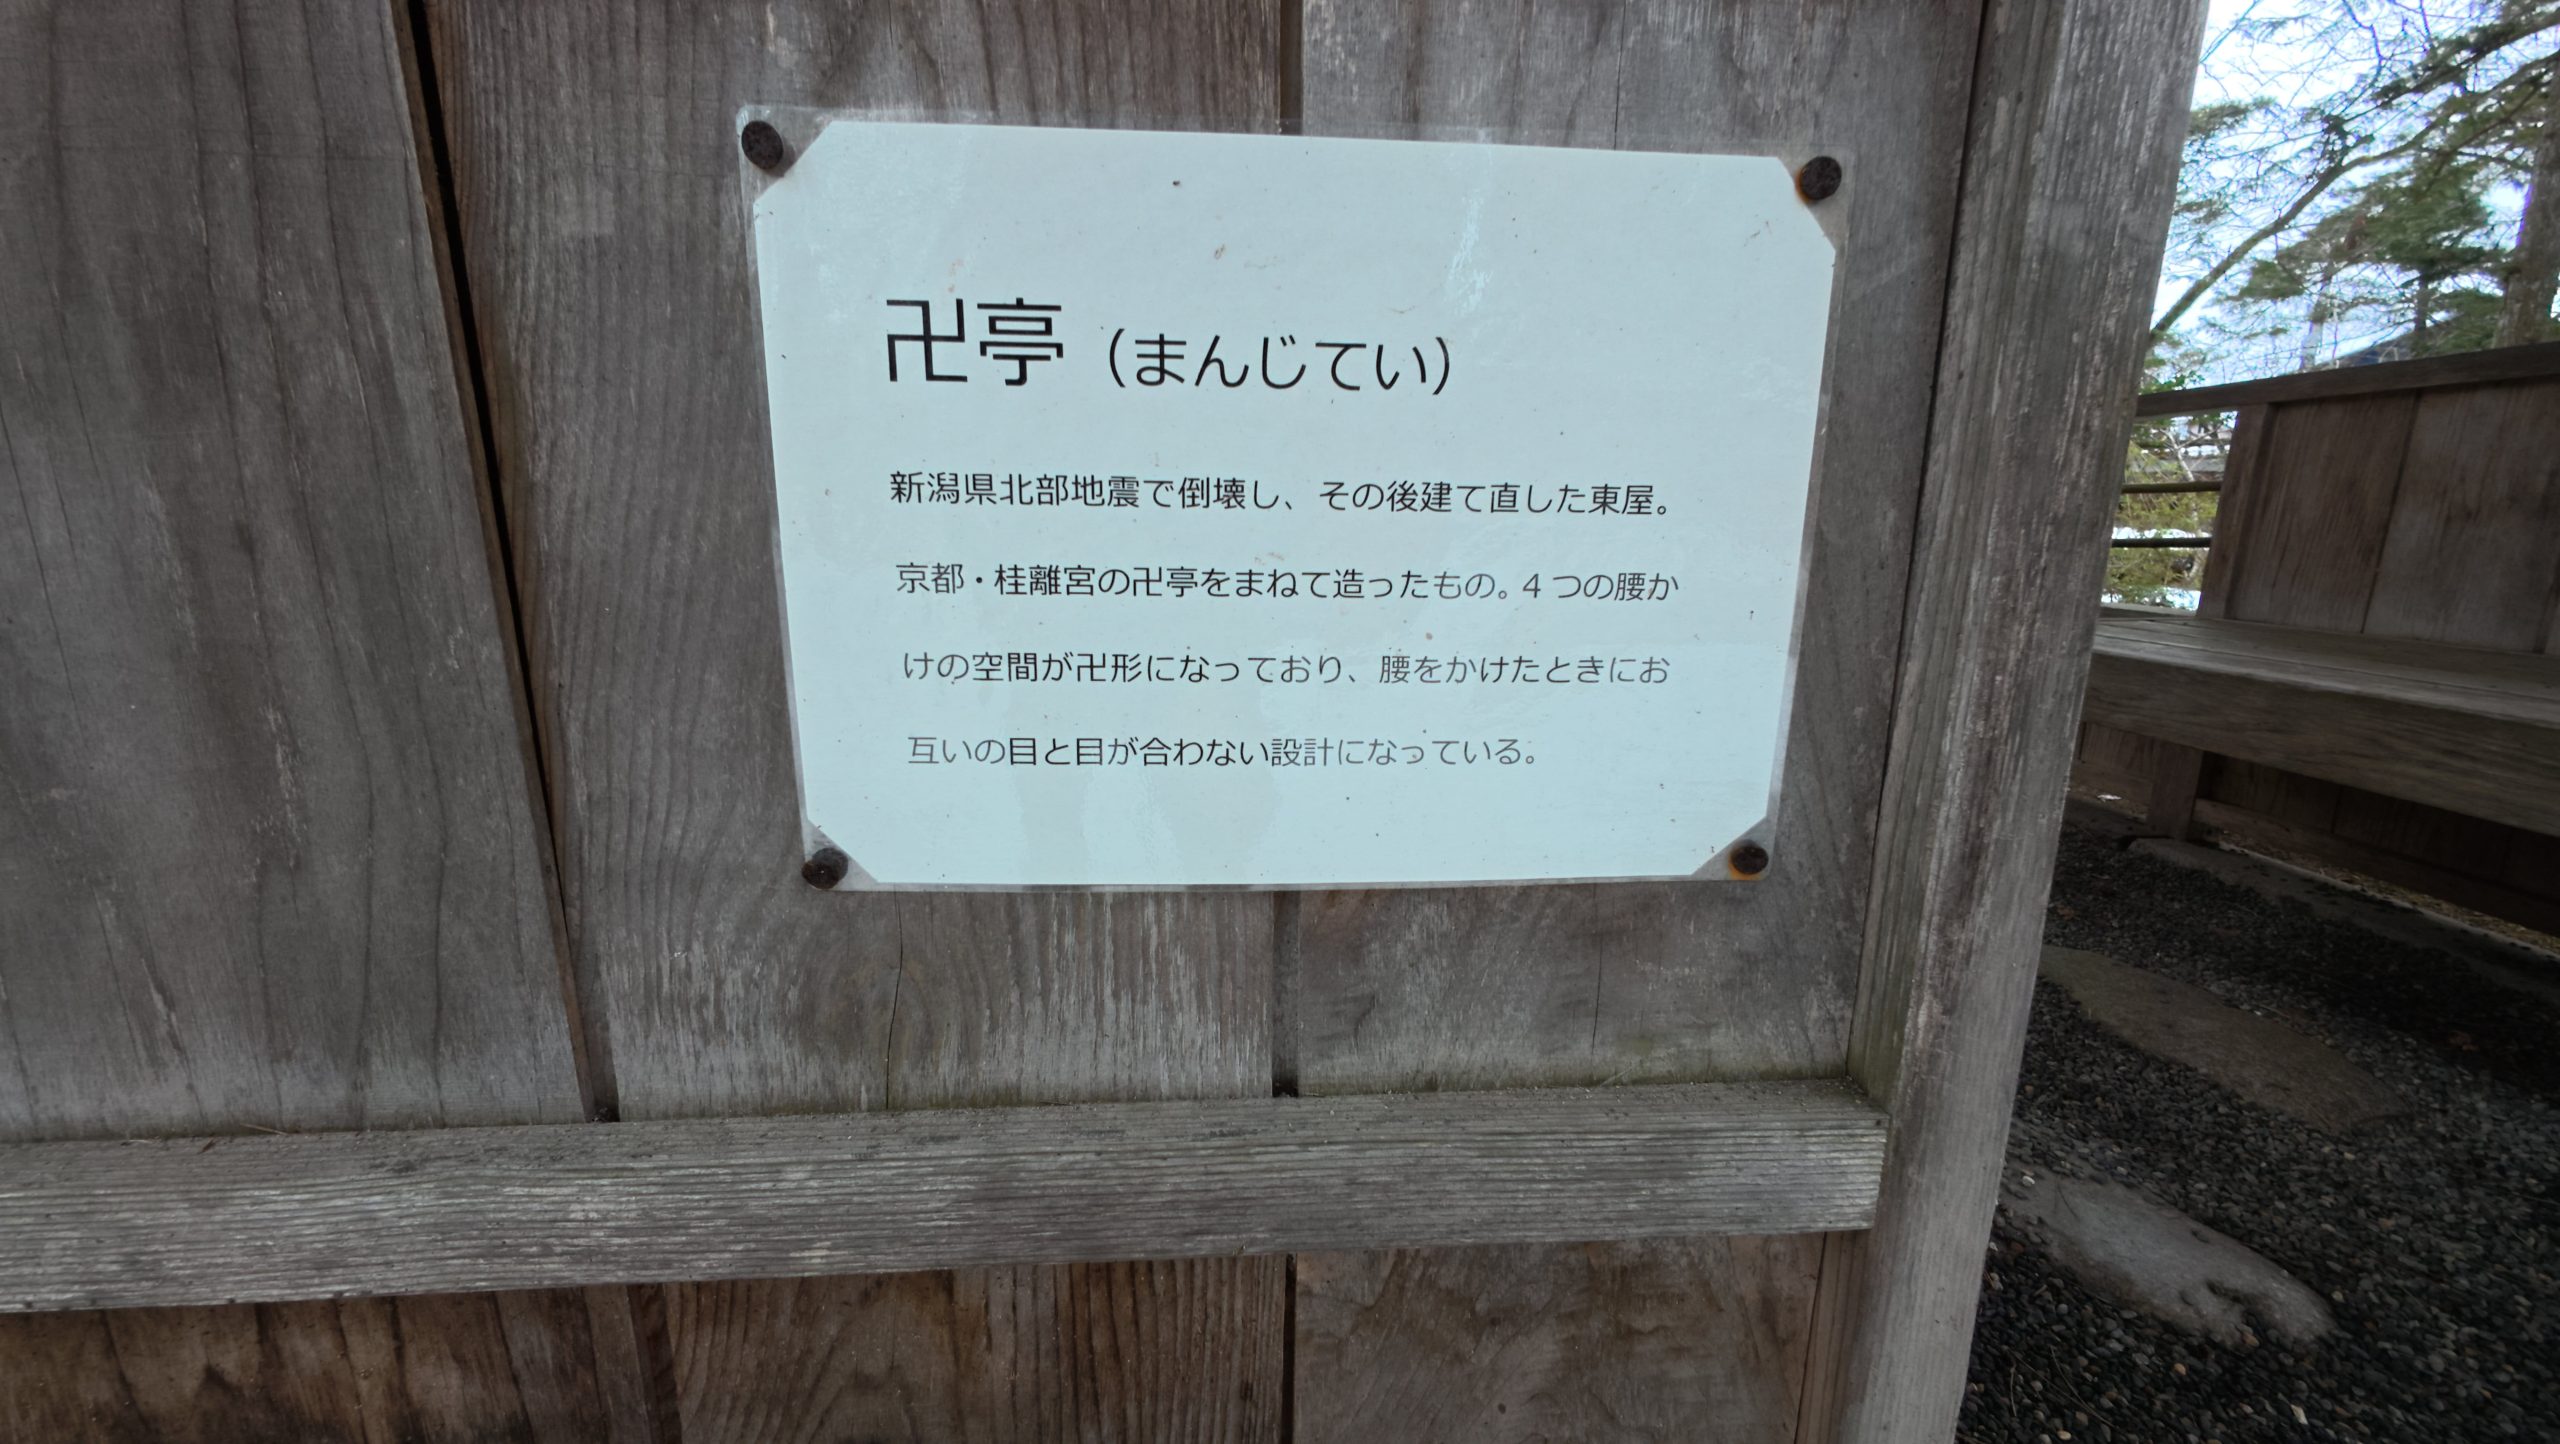 卍亭（まんじてい）
新潟県北部地震で倒壊し、その後建て直した東屋。
京都・桂離宮の卍亭をまねて造ったもの。4つの腰か
けの空間が卍形になっており、腰をかけたときにお
互いの目と目が合わない設計になっている。